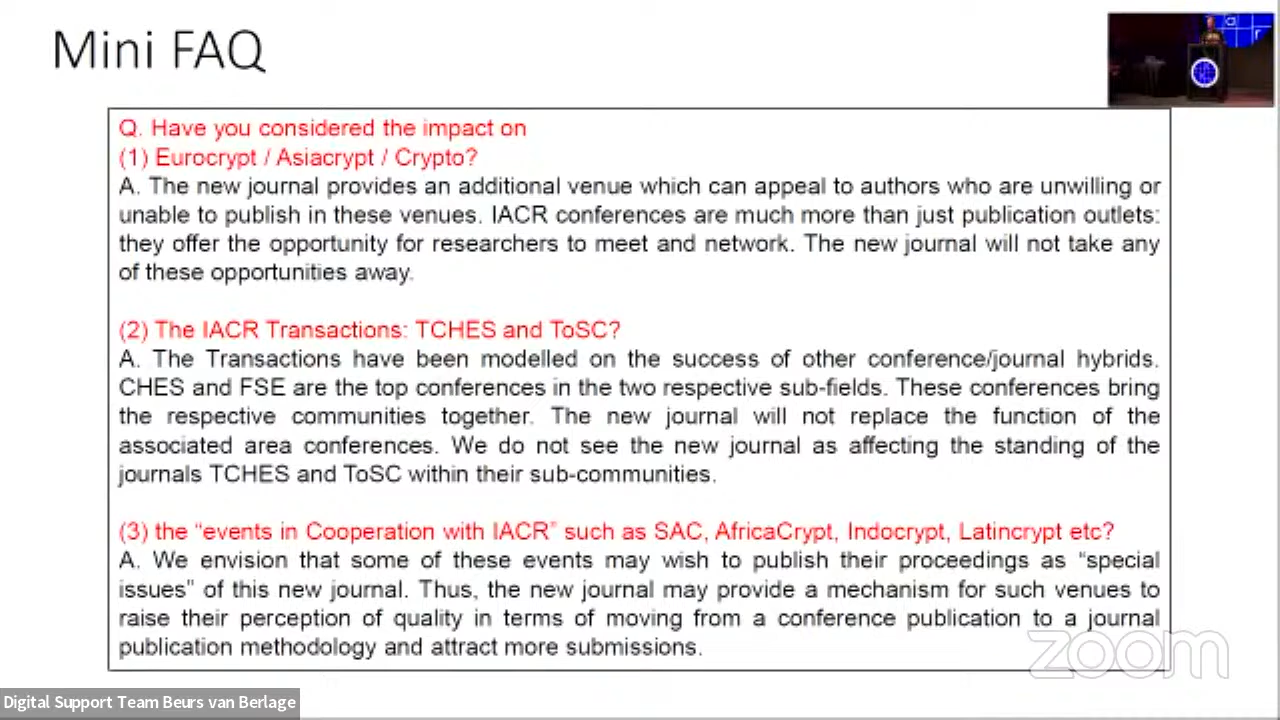 Mini FAQ
Q. Have you considered the impact on
(1) Eurocrypt / Asiacrypt / Crypto?
A. The new journal provides an additional venue which can appeal to authors who are unwilling or
unable to publish in these venues. IACR conferences are much more than just publication outlets:
they offer the opportunity for researchers to meet and network. The new journal will not take any
of these opportunities away.
(2) The IACR Transactions: TCHES and ToSC?
A. The Transactions have been modelled on the success of other conference/journal hybrids.
CHES and FSE are the top conferences in the two respective sub-fields. These conferences bring
the respective communities together. The new journal will not replace the function of the
associated area conferences. We do not see the new journal as affecting the standing of the
journals TCHES and ToSC within their sub-communities.
(3) the “events in Cooperation with IACR” such as SAC, AfricaCrypt, Indocrypt, Latincrypt etc?
A. We envision that some of these events may wish to publish their proceedings as “special
issues” of this new journal. Thus, the new journal may provide a mechanism for such venues to
raise their perception of quality in terms of moving from a conference publication to a journal
publication methodology and attract more submissions.
zoom
Digital Support Team Beurs van Berlage